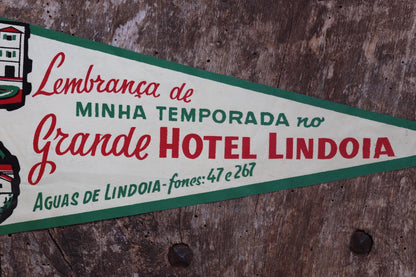 Lembrança de
MINHA TEMPORADA no
Grande HOTEL LINDOIA
AGUAS DE LINDOIA-fones: 47 e 267